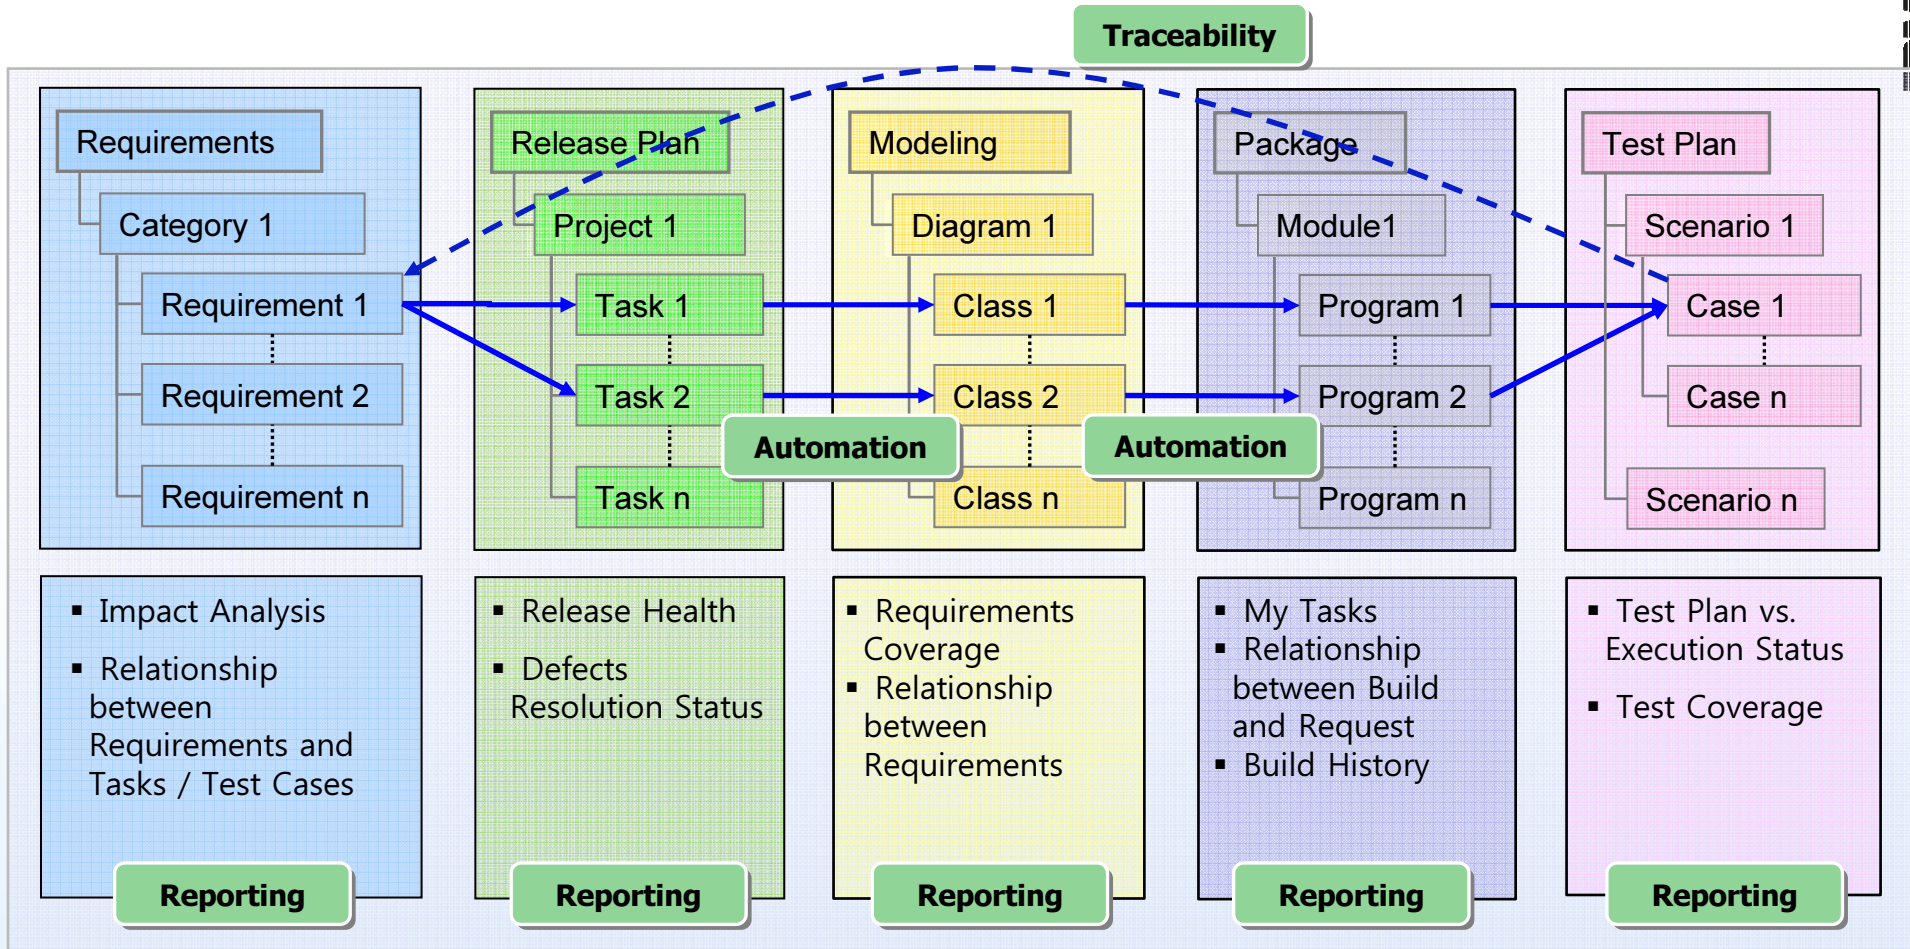 Traceability
Requirements
Category 1
Requirement 1
Requirement 2
Requirement n
Release Plan
Project 1
Task 1
Task 2
Task n
Automation
Modeling
Diagram 1
Class 1
Class 2
Class n
Automation
Package
Module1
Program 1
Program 2
Program n
Test Plan
Scenario 1
Case 1
Case n
Scenario n
▪ Impact Analysis
▪ Relationship
between
Requirements and
Tasks / Test Cases
Reporting
▪ Release Health
▪ Defects
Resolution Status
Reporting
▪ Requirements
Coverage
▪ Relationship
between
Requirements
Reporting
▪ My Tasks
▪ Relationship
between Build
and Request
▪ Build History
Reporting
▪ Test Plan vs.
Execution Status
▪ Test Coverage
Reporting